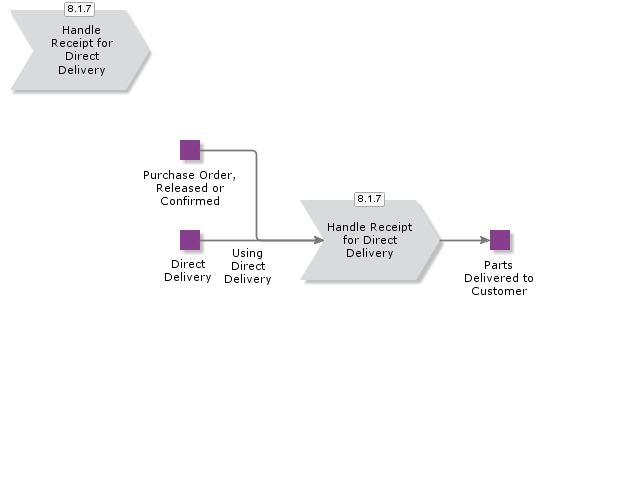 8.1.7
Handle
Receipt for
Direct
Delivery
Purchase Order,
Released or
Confirmed
8.1.7
Handle Receipt
for Direct
Delivery
Direct
Delivery
Using
Direct
Delivery
Parts
Delivered to
Customer